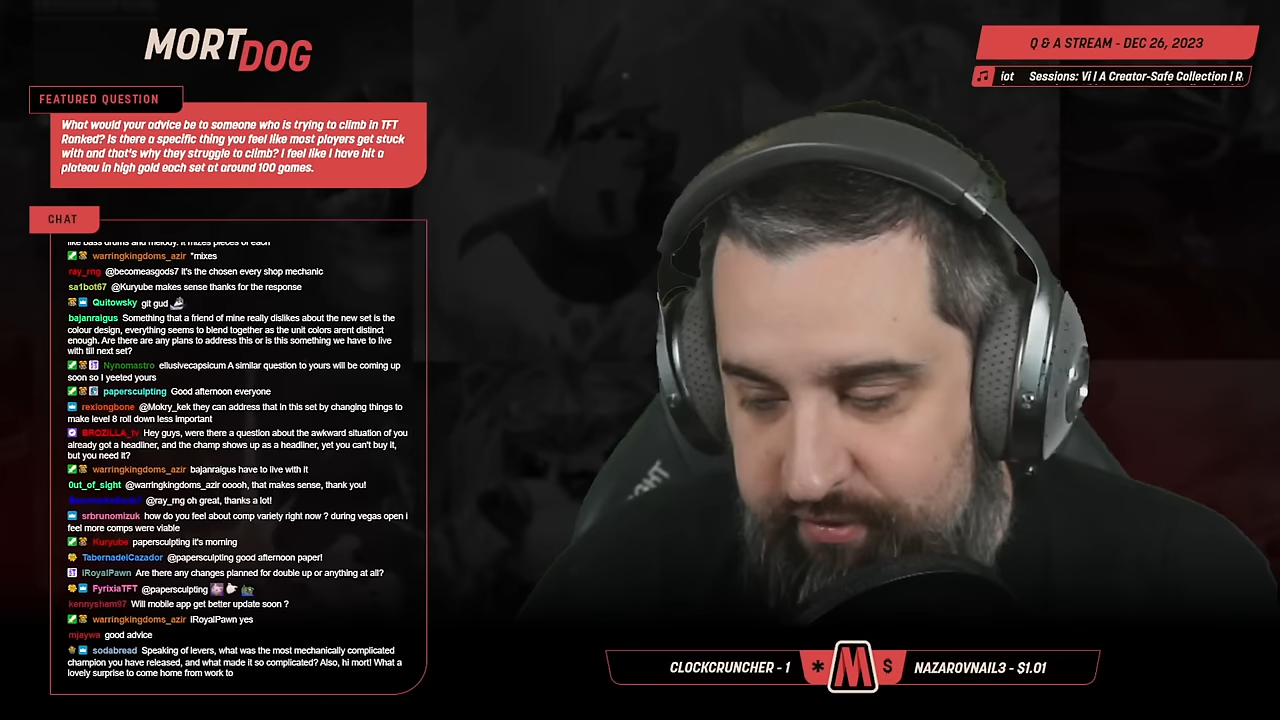 MORTDOG
Q & A STREAM - DEC 26, 2023
iot Sessions: Vi | A Creator-Safe Collection | R
FEATURED QUESTION
What would your advice be to someone who is trying to climb in TFT
Ranked? Is there a specific thing you feel like most players get stuck
with and that's why they struggle to climb? I feel like I have hit a
plateau in high gold each set at around 100 games.
CHAT
like bass drums and melody. It mixes pieces of each
warringkingdoms_azir *mixes
ray_rng @becomeasgods7 It's the chosen every shop mechanic
sa1bot67 @Kuryube makes sense thanks for the response
Quitowsky git gud
bajanraigus Something that a friend of mine really dislikes about the new set is the
colour design, everything seems to blend together as the unit colors arent distinct
enough. Are there are any plans to address this or is this something we have to live
with till next set?
Nynomastro ellusivecapsicum A similar question to yours will be coming up
soon so I yeeted yours
papersculpting Good afternoon everyone
rexlongbone @Mokry_kek they can address that in this set by changing things to
make level 8 roll down less important
BROZILLA_tv Hey guys, were there a question about the awkward situation of you
already got a headliner, and the champ shows up as a headliner, yet you can't buy it,
but you need it?
warringkingdoms_azir bajanraigus have to live with it
0ut_of_sight @warringkingdoms_azir ooooh, that makes sense, thank you!
@ray_rng oh great, thanks a lot!
srbrunomizuk how do you feel about comp variety right now ? during vegas open i
feel more comps were viable
Kuryube papersculpting it's morning
TabernadelCazador @papersculpting good afternoon paper!
iRoyalPawn Are there any changes planned for double up or anything at all?
FyrixiaTFT @papersculpting
kennysham97 Will mobile app get better update soon ?
warringkingdoms_azir IRoyalPawn yes
mjaywa good advice
sodabread Speaking of levers, what was the most mechanically complicated
champion you have released, and what made it so complicated? Also, hi mort! What a
lovely surprise to come home from work to
CLOCKCRUNCHER - 1 * M $ NAZAROVNAIL3 - $1.01